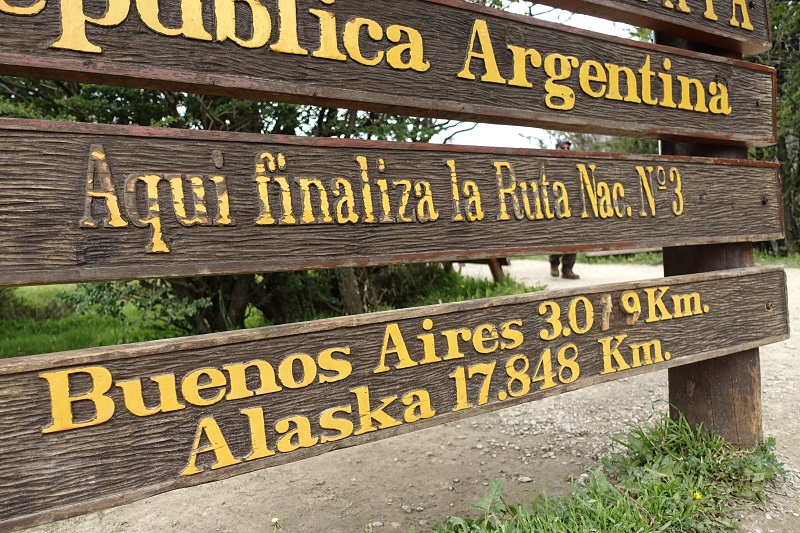 epública Argentina
Aquí finaliza la Ruta Nac. Nº3
Buenos Aires 3.079 Km.
Alaska 17.848 Km.